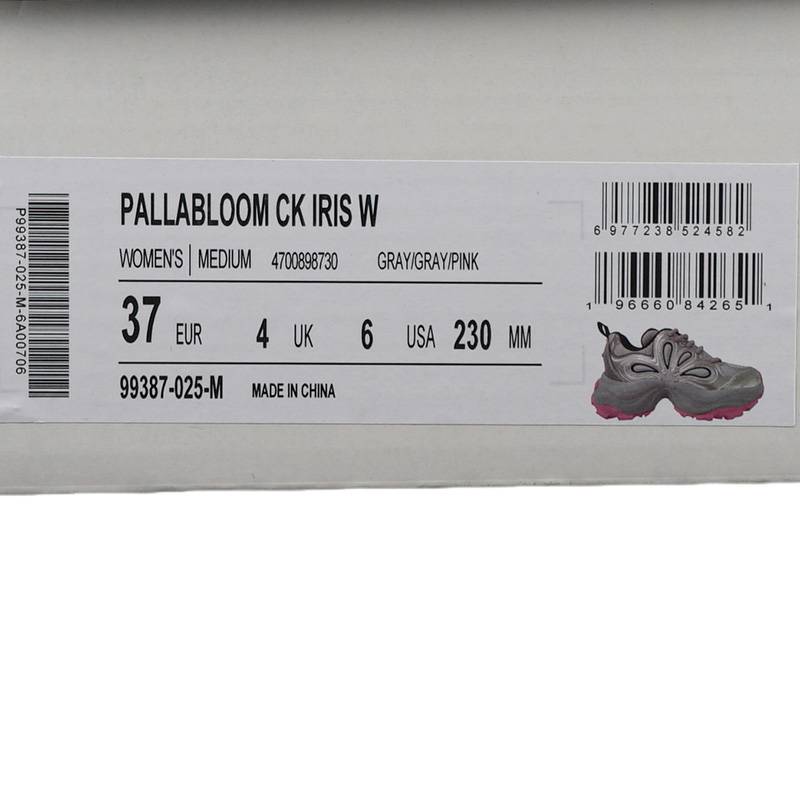 P99387-025-M-6A00706
PALLABLOOM CK IRIS W
WOMEN'S | MEDIUM 4700898730 GRAY/GRAY/PINK
37 EUR 4 UK 6 USA 230 MM
99387-025-M MADE IN CHINA
6 977238 524582
1 96660 84265 1